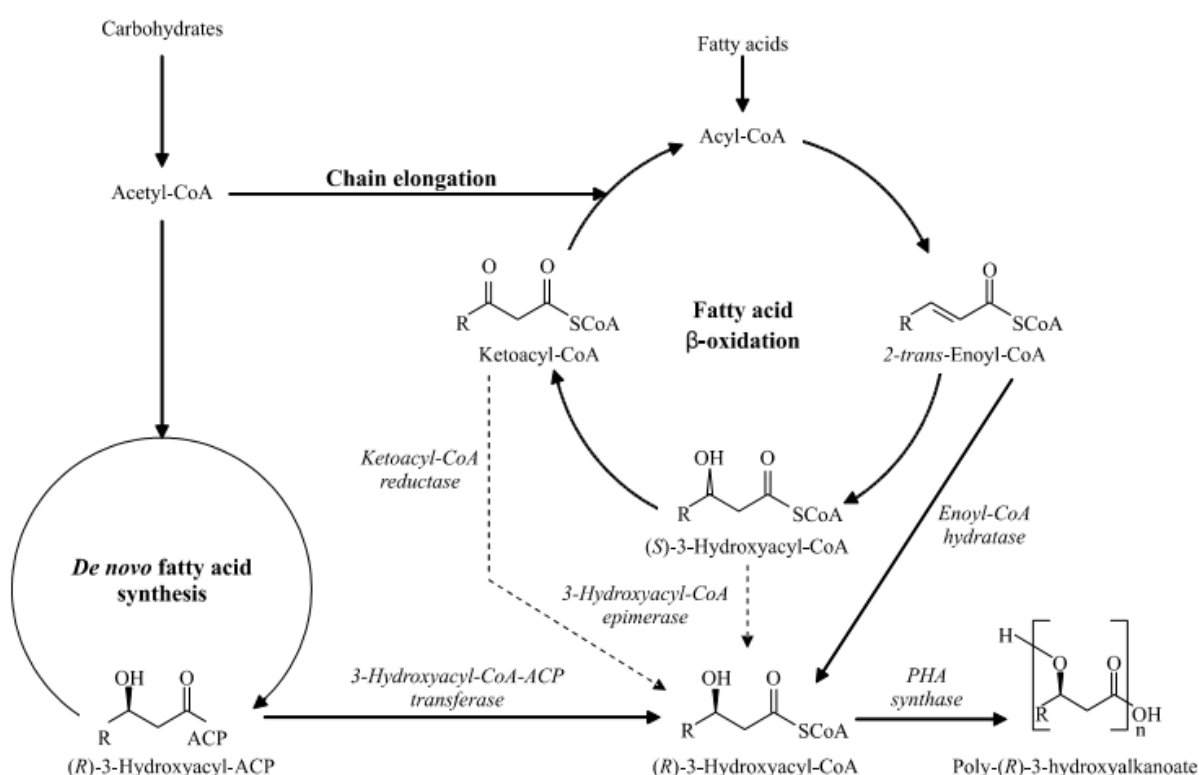 Carbohydrates
Fatty acids
Acyl-CoA
Acetyl-CoA
Chain elongation
O
O
R
SCoA
Ketoacyl-CoA
Fatty acid
β-oxidation
O
R
SCoA
2-trans-Enoyl-CoA
Ketoacyl-CoA
reductase
OH
O
R
SCoA
(S)-3-Hydroxyacyl-CoA
Enoyl-CoA
hydratase
De novo fatty acid
synthesis
3-Hydroxyacyl-CoA
epimerase
OH
O
R
ACP
(R)-3-Hydroxyacyl-ACP
3-Hydroxyacyl-CoA-ACP
transferase
OH
O
R
SCoA
(R)-3-Hydroxyacyl-CoA
PHA
synthase
H
O
O
R
OH
n
Poly-(R)-3-hydroxyalkanoate